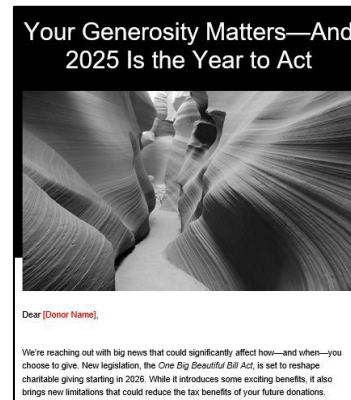 Your Generosity Matters—And
2025 Is the Year to Act
Dear [Donor Name],
We're reaching out with big news that could significantly affect how—and when—you
choose to give. New legislation, the One Big Beautiful Bill Act, is set to reshape
charitable giving starting in 2026. While it introduces some exciting benefits, it also
brings new limitations that could reduce the tax benefits of your future donations.